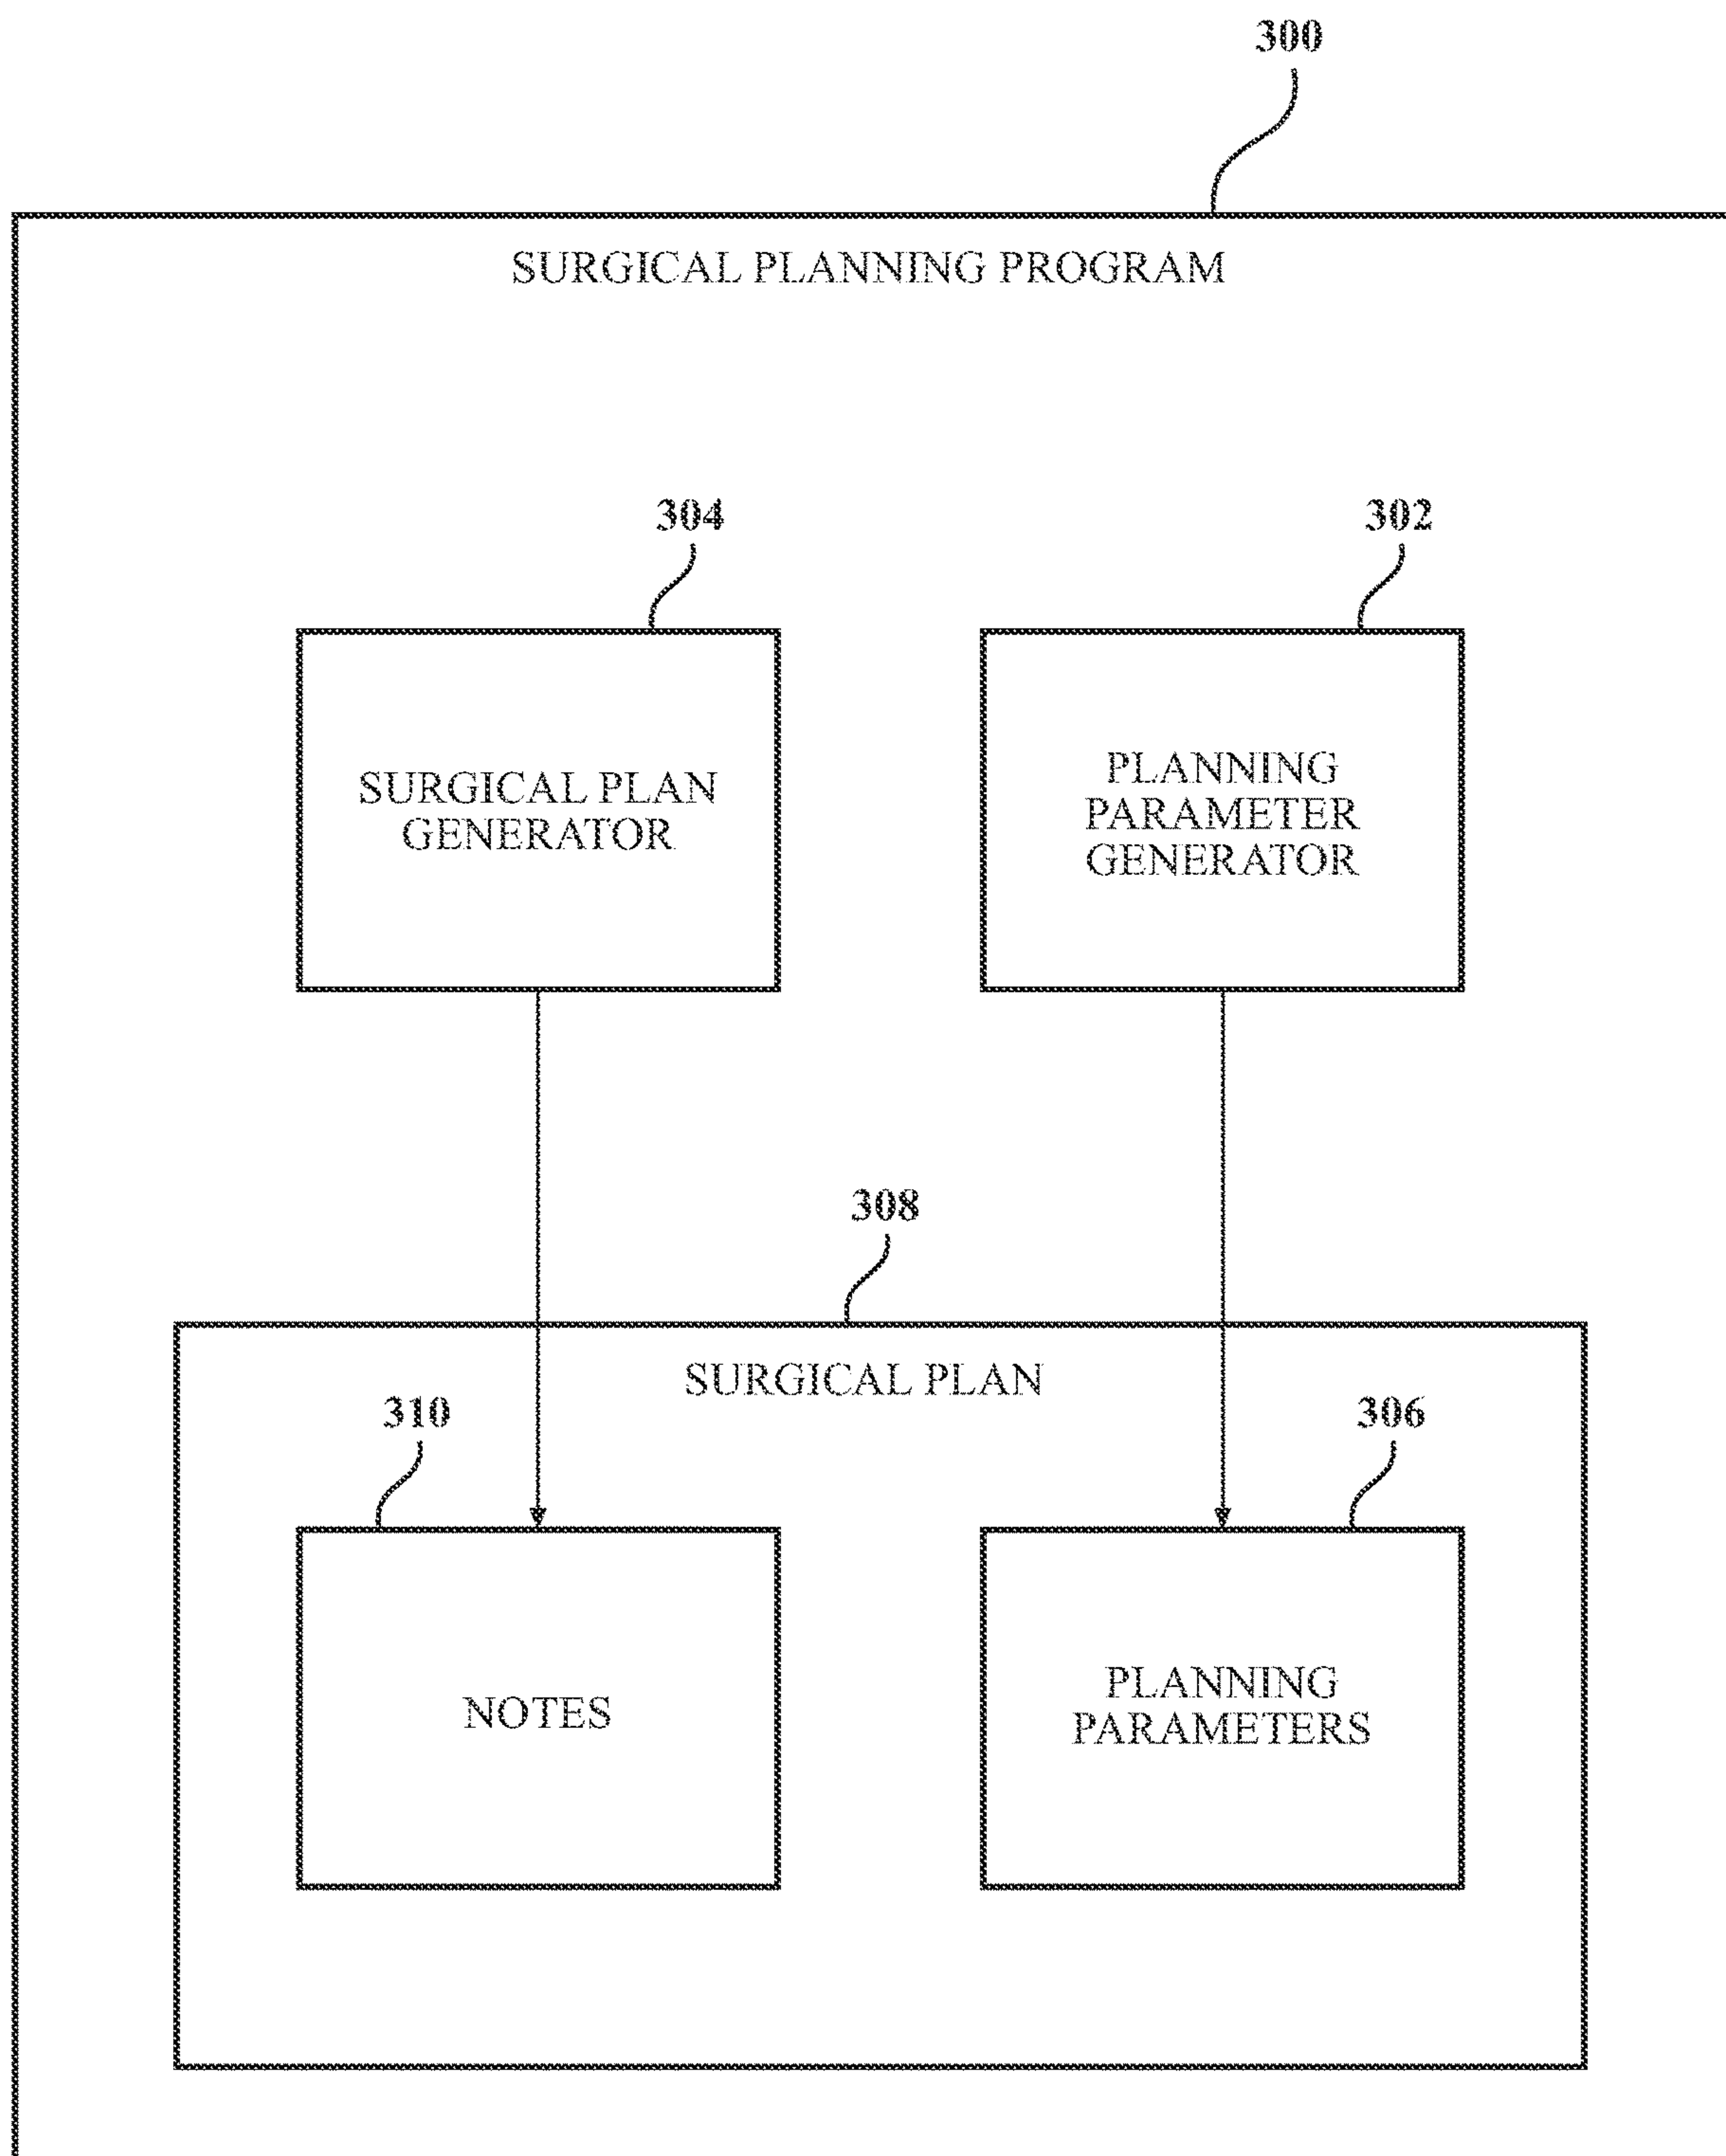 300
SURGICAL PLANNING PROGRAM
304
302
SURGICAL PLAN
GENERATOR
PLANNING
PARAMETER
GENERATOR
308
SURGICAL PLAN
310
306
NOTES
PLANNING
PARAMETERS